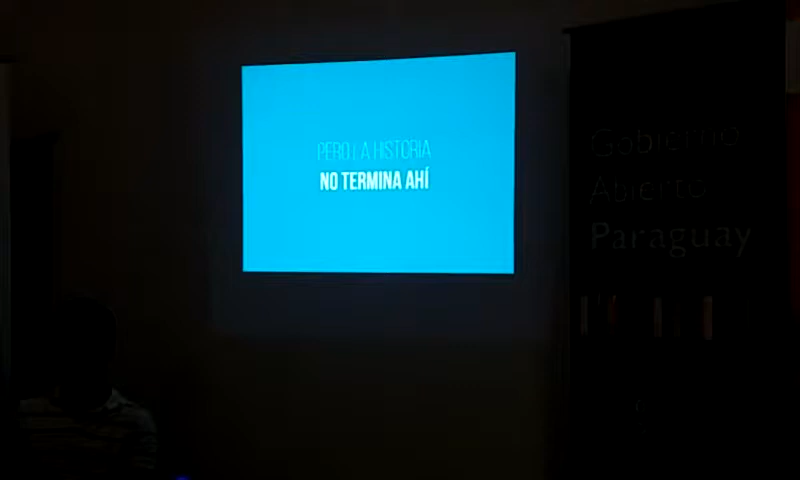 PERO LA HISTORIA
NO TERMINA AHÍ
Gobierno
Abierto
Paraguay